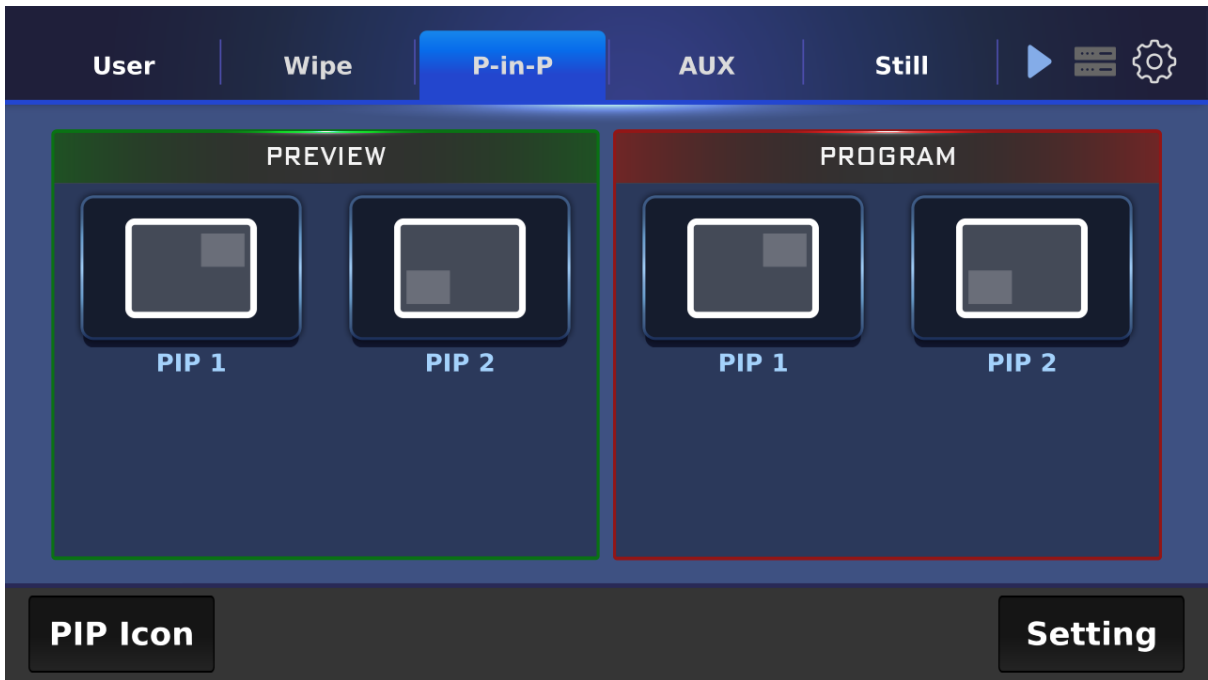 User Wipe P-in-P AUX Still
PREVIEW
PIP 1 PIP 2
PROGRAM
PIP 1 PIP 2
PIP Icon
Setting